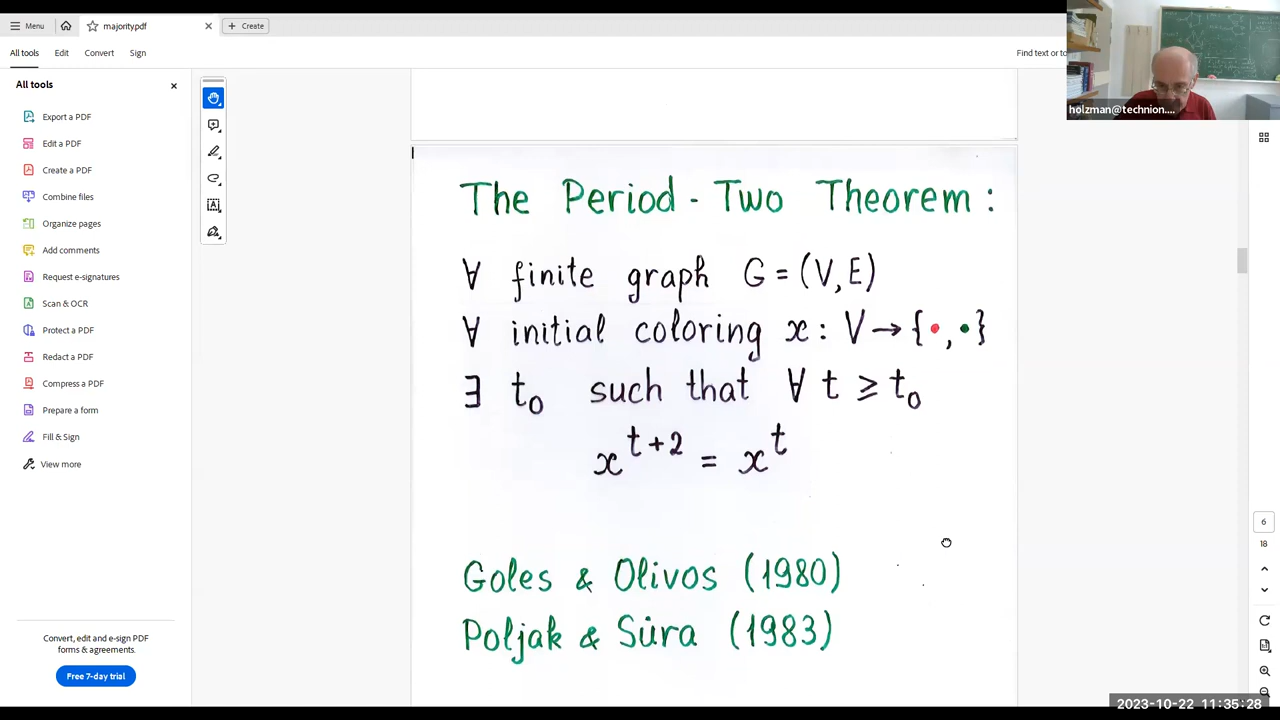 Menu
majority.pdf
Create
All tools
Edit
Convert
Sign
Find text or to
holzman@technion....
All tools
Export a PDF
Edit a PDF
Create a PDF
Combine files
Organize pages
Add comments
Request e-signatures
Scan & OCR
Protect a PDF
Redact a PDF
Compress a PDF
Prepare a form
Fill & Sign
View more
Convert, edit and e-sign PDF
forms & agreements.
Free 7-day trial
The Period-Two Theorem:
∀ finite graph G = (V, E)
∀ initial coloring x : V → {•, •}
∃ t₀ such that ∀ t ⩾ t₀
x^{t+2} = x^t
Goles & Olivos (1980)
Poljak & Sůra (1983)
6
18
2023-10-22 11:35:28